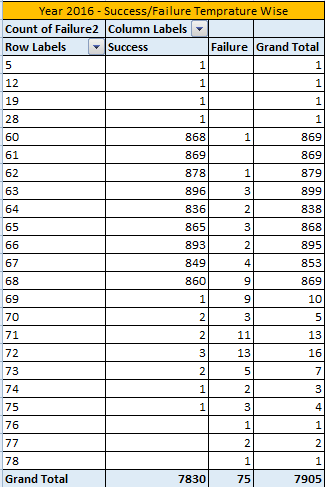 Year 2016 - Success/Failure Temprature Wise
Count of Failure2 Column Labels
Row Labels Success Failure Grand Total
5 1 1
12 1 1
19 1 1
28 1 1
60 868 1 869
61 869 869
62 878 1 879
63 896 3 899
64 836 2 838
65 865 3 868
66 893 2 895
67 849 4 853
68 860 9 869
69 1 9 10
70 2 3 5
71 2 11 13
72 3 13 16
73 2 5 7
74 1 2 3
75 1 3 4
76 1 1
77 2 2
78 1 1
Grand Total 7830 75 7905